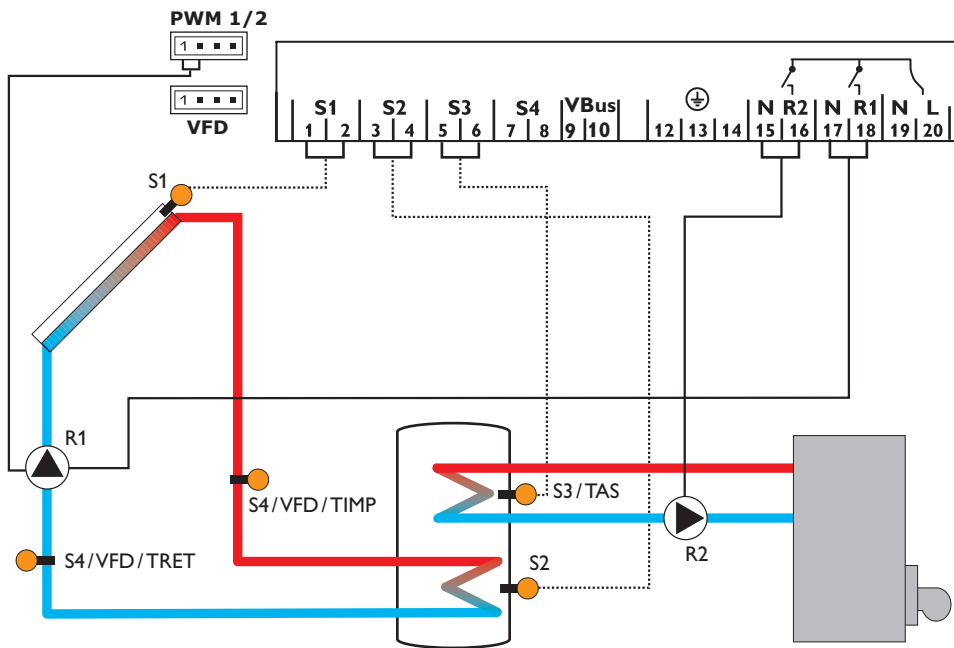 PWM 1/2
1
1
VFD
S1 S2 S3 S4 VBus N R2 N R1 N L
1 2 3 4 5 6 7 8 9 10 12 13 14 15 16 17 18 19 20
S1
R1
S4/VFD/TIMP
S3/TAS
S4/VFD/TRET
S2
R2